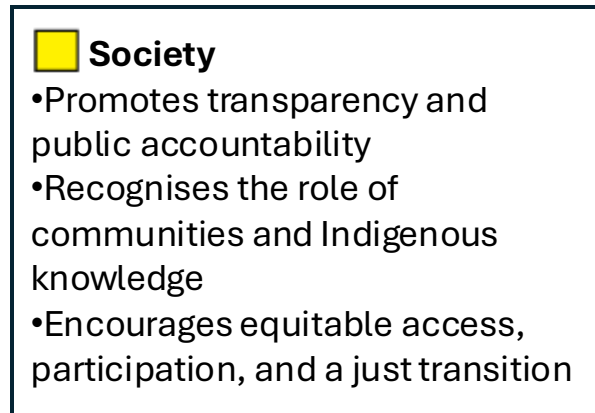 Society
•Promotes transparency and
public accountability
•Recognises the role of
communities and Indigenous
knowledge
•Encourages equitable access,
participation, and a just transition